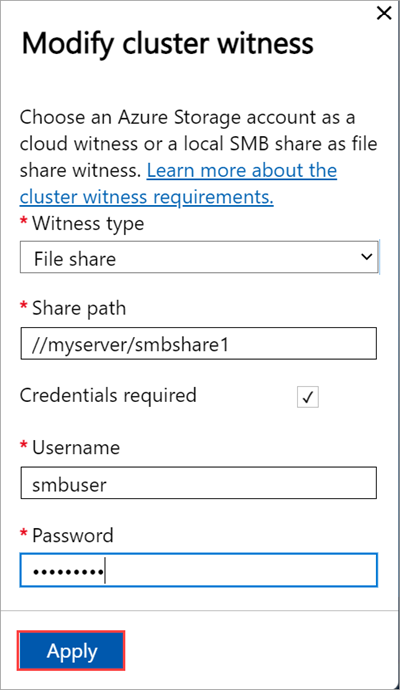 Modify cluster witness
Choose an Azure Storage account as a
cloud witness or a local SMB share as file
share witness. Learn more about the
cluster witness requirements.
* Witness type
File share
* Share path
//myserver/smbshare1
Credentials required
* Username
smbuser
* Password
•••••••••
Apply